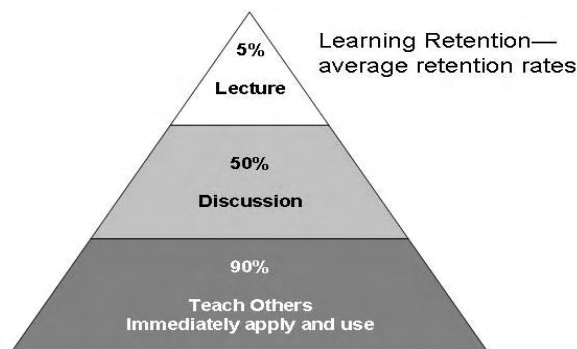 5%
Lecture
Learning Retention—
average retention rates
50%
Discussion
90%
Teach Others
Immediately apply and use